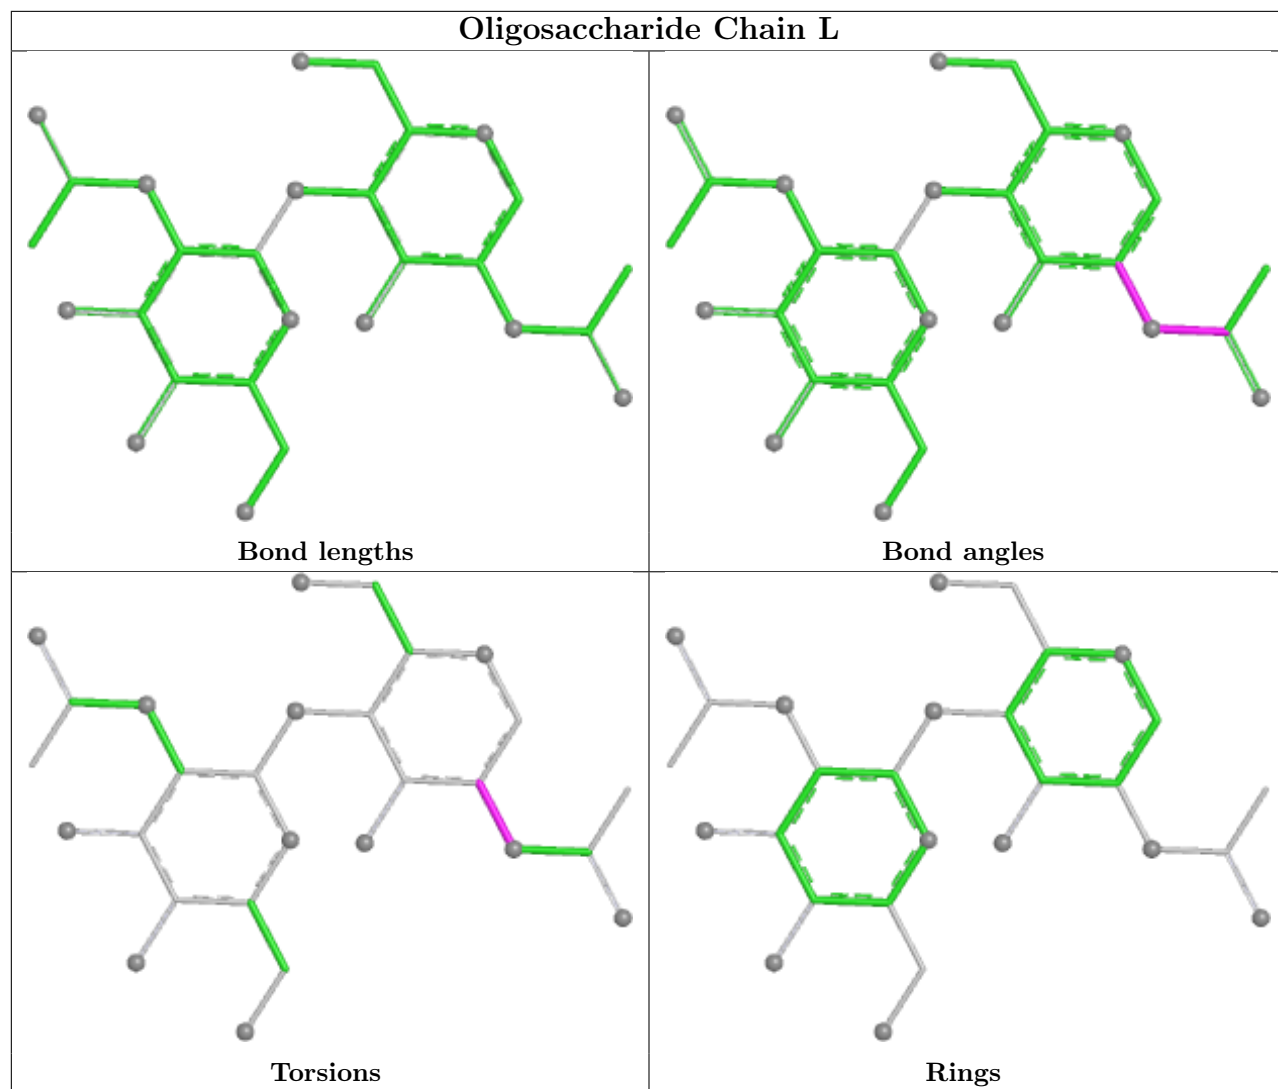 Oligosaccharide Chain L
Bond lengths
Bond angles
Torsions
Rings